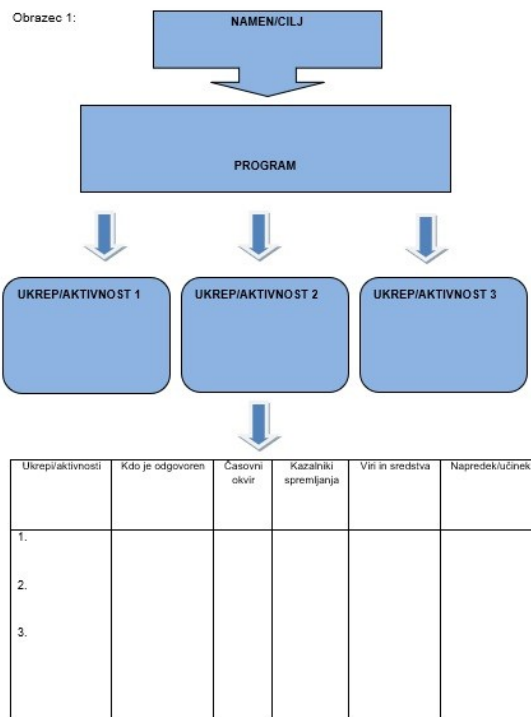 Obrazec 1:
NAMEN/CILJ
PROGRAM
UKREP/AKTIVNOST 1
UKREP/AKTIVNOST 2
UKREP/AKTIVNOST 3
Ukrepi/aktivnosti
Kdo je odgovoren
Časovni
okvir
Kazalniki
spremljanja
Viri in sredstva
Napredek/učinek
1.
2.
3.